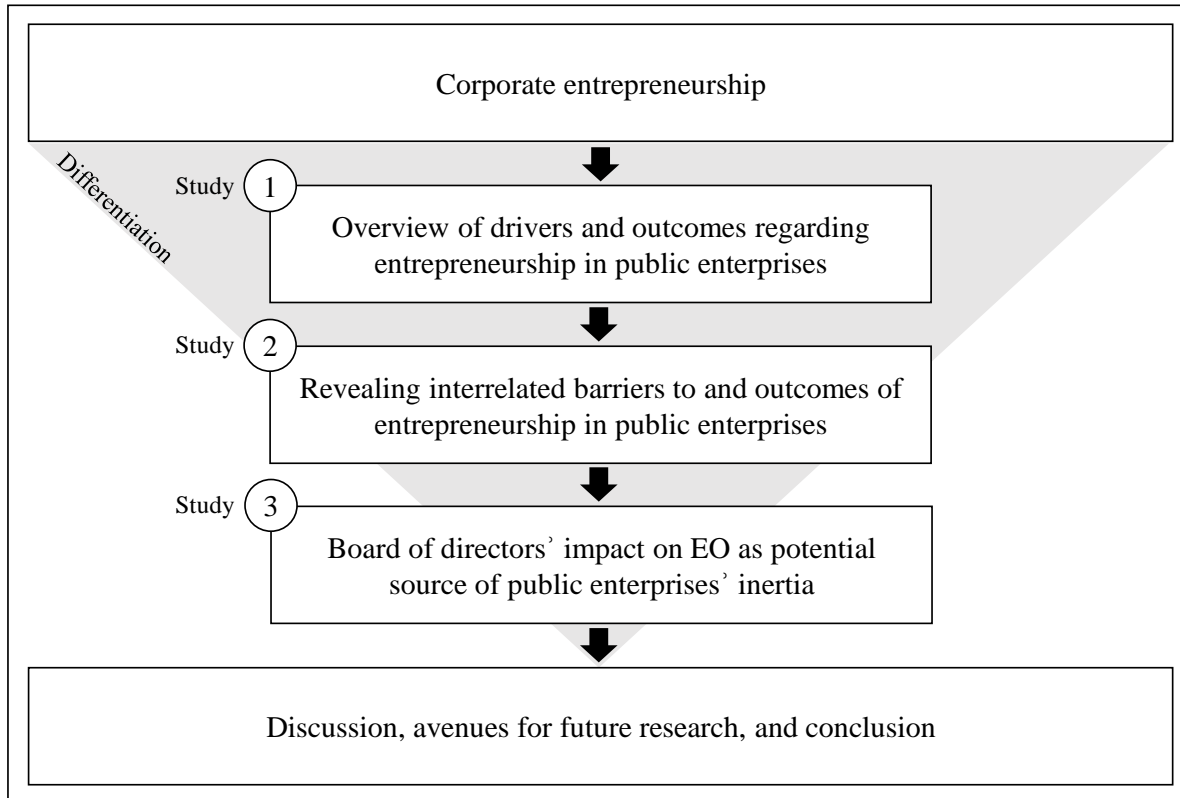 Corporate entrepreneurship
Differentiation
Study 1
Overview of drivers and outcomes regarding
entrepreneurship in public enterprises
Study 2
Revealing interrelated barriers to and outcomes of
entrepreneurship in public enterprises
Study 3
Board of directors’ impact on EO as potential
source of public enterprises’ inertia
Discussion, avenues for future research, and conclusion